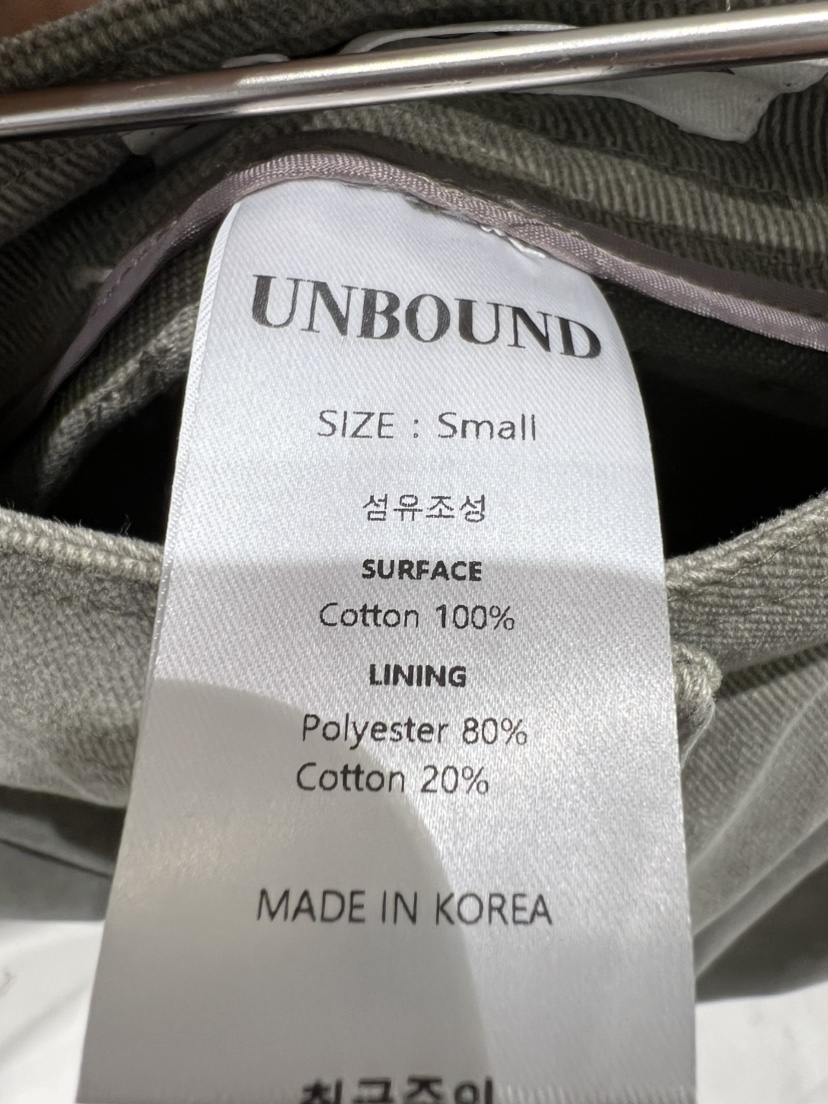 UNBOUND
SIZE : Small
섬유조성
SURFACE
Cotton 100%
LINING
Polyester 80%
Cotton 20%
MADE IN KOREA